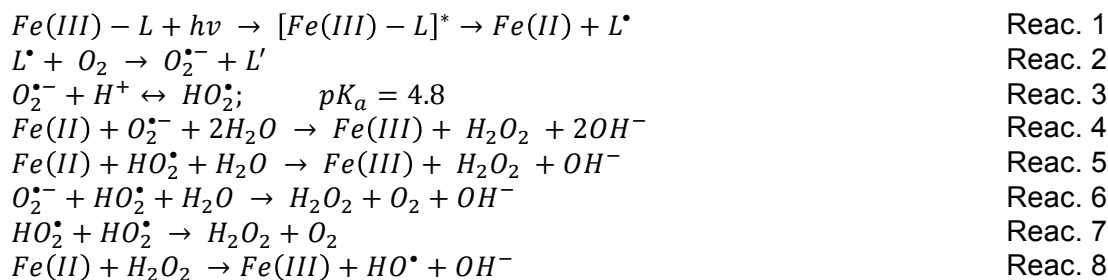 Fe(III) − L + hv → [Fe(III) − L]* → Fe(II) + L• Reac. 1
L• + O₂ → O₂•− + L′ Reac. 2
O₂•− + H⁺ ↔ HO₂•; pKₐ = 4.8 Reac. 3
Fe(II) + O₂•− + 2H₂O → Fe(III) + H₂O₂ + 2OH⁻ Reac. 4
Fe(II) + HO₂• + H₂O → Fe(III) + H₂O₂ + OH⁻ Reac. 5
O₂•− + HO₂• + H₂O → H₂O₂ + O₂ + OH⁻ Reac. 6
HO₂• + HO₂• → H₂O₂ + O₂ Reac. 7
Fe(II) + H₂O₂ → Fe(III) + HO• + OH⁻ Reac. 8